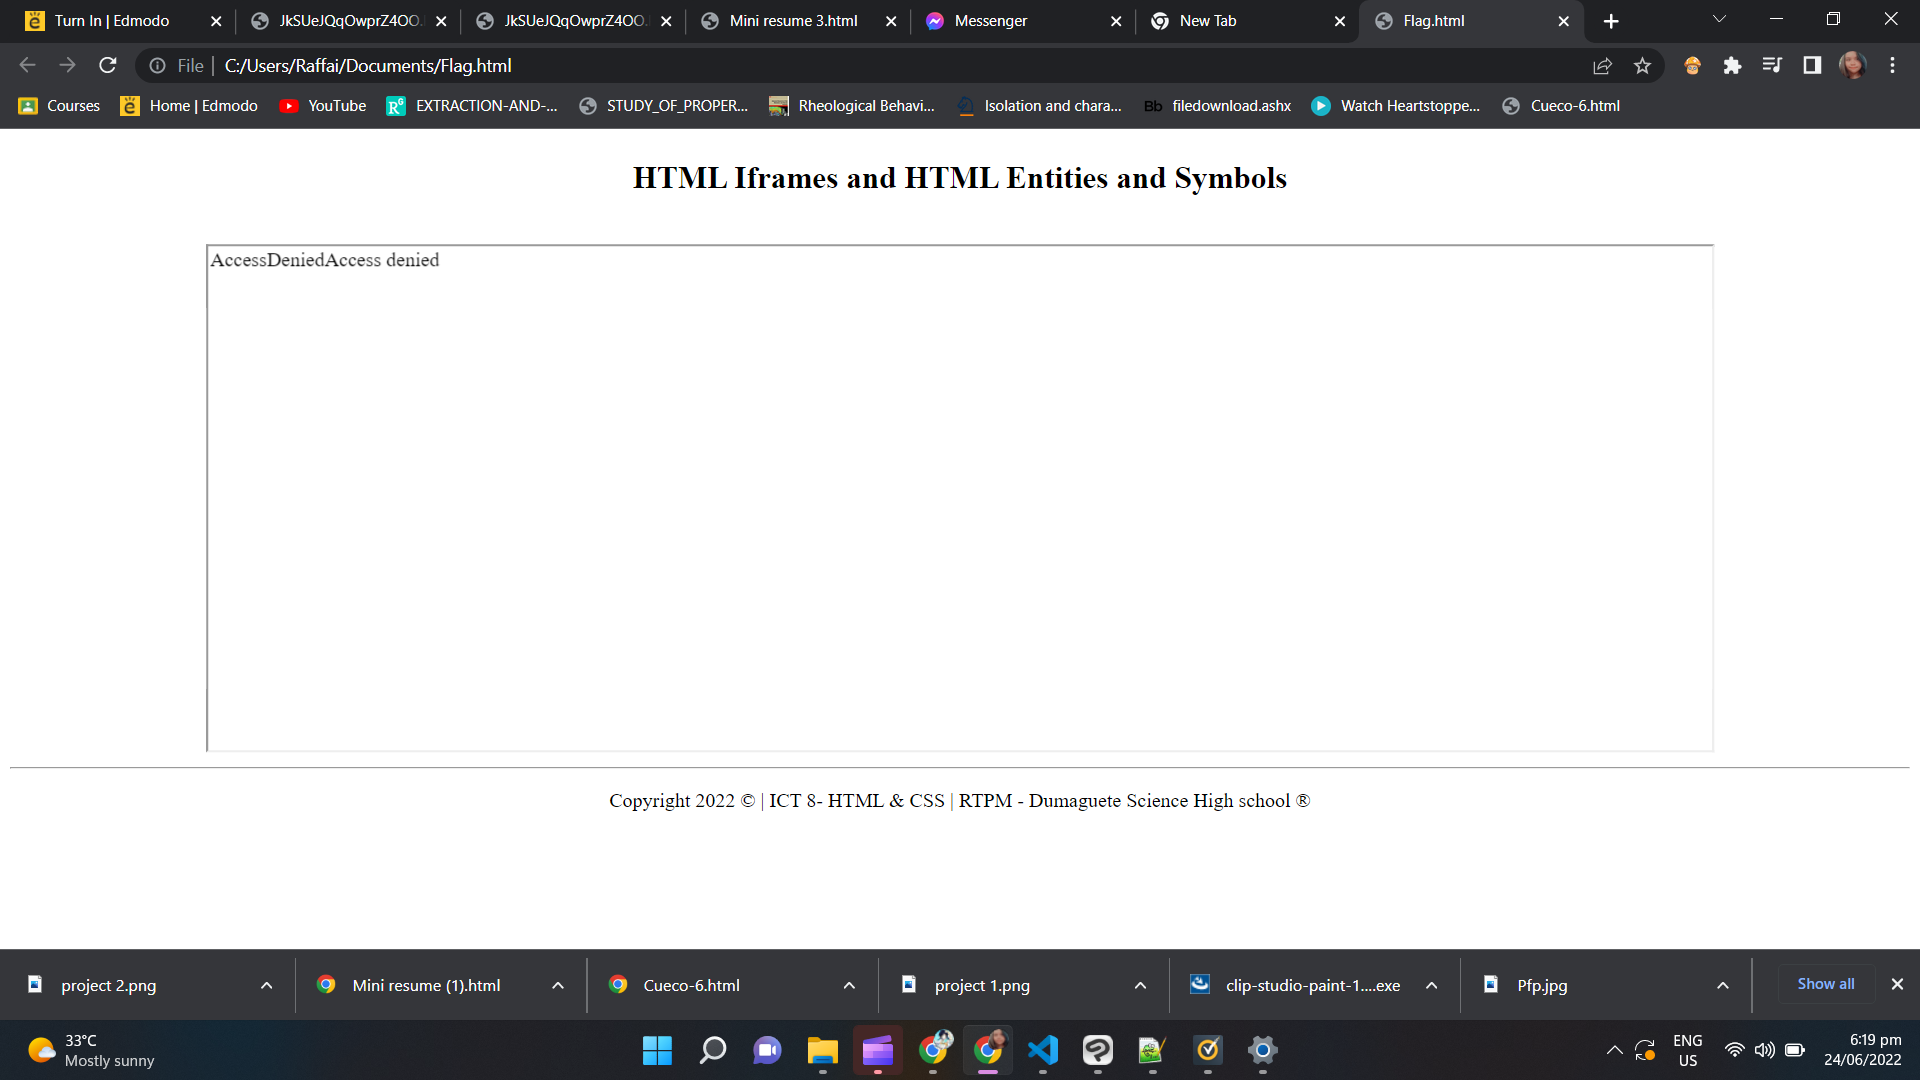 Turn In | Edmodo
JkSUeJQqOwprZ4OO.
JkSUeJQqOwprZ4OO.
Mini resume 3.html
Messenger
New Tab
Flag.html
File | C:/Users/Raffai/Documents/Flag.html
Courses
Home | Edmodo
YouTube
EXTRACTION-AND-...
STUDY_OF_PROPER...
Rheological Behavi...
Isolation and chara...
Bb filedownload.ashx
Watch Heartstoppe...
Cueco-6.html
HTML Iframes and HTML Entities and Symbols
AccessDeniedAccess denied
Copyright 2022 © | ICT 8- HTML & CSS | RTPM - Dumaguete Science High school ®
project 2.png
Mini resume (1).html
Cueco-6.html
project 1.png
clip-studio-paint-1....exe
Pfp.jpg
Show all
33°C
Mostly sunny
ENG
US
6:19 pm
24/06/2022